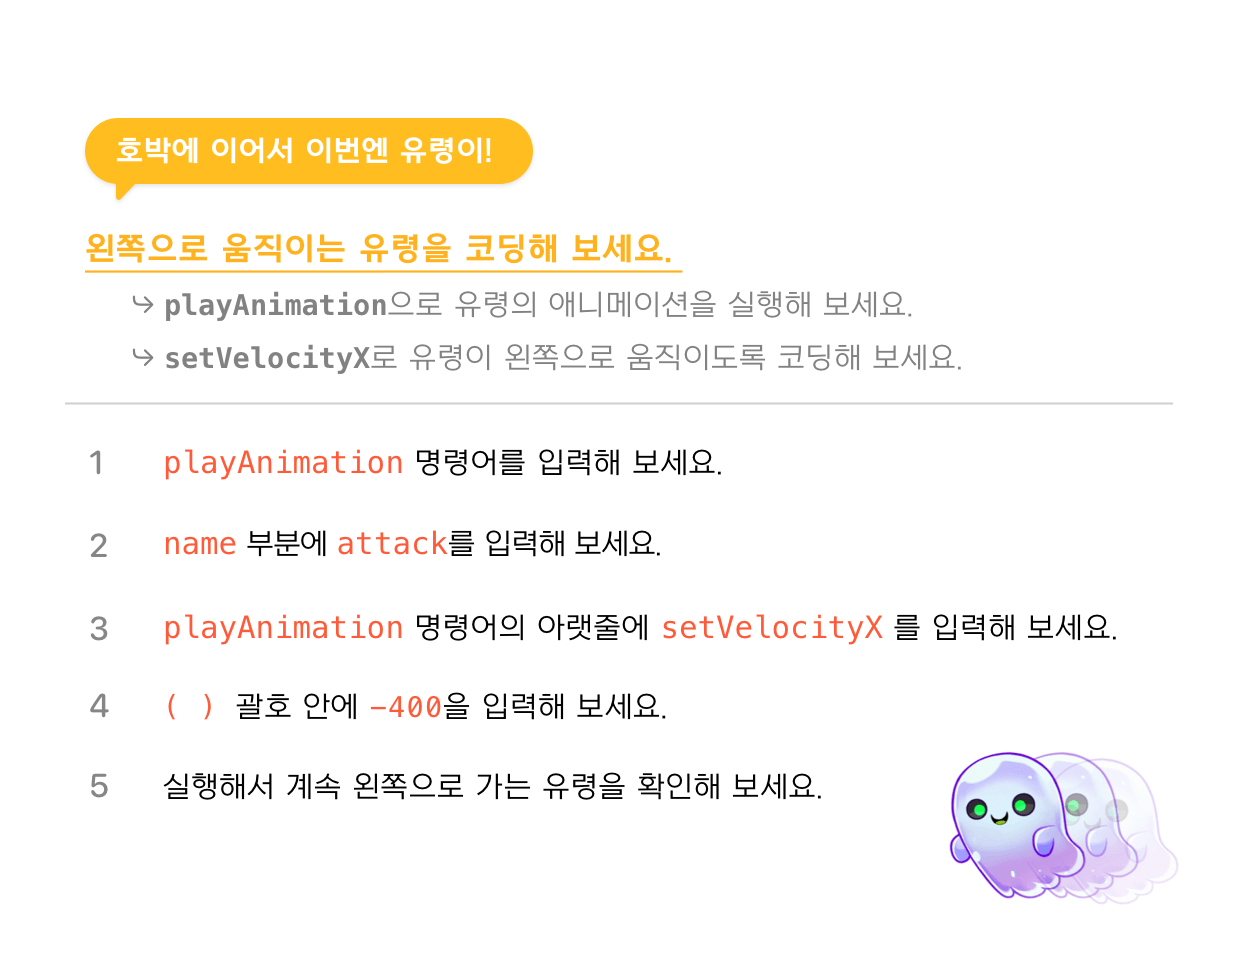 호박에 이어서 이번엔 유령이!
왼쪽으로 움직이는 유령을 코딩해 보세요.
↪ playAnimation으로 유령의 애니메이션을 실행해 보세요.
↪ setVelocityX로 유령이 왼쪽으로 움직이도록 코딩해 보세요.
1 playAnimation 명령어를 입력해 보세요.
2 name 부분에 attack를 입력해 보세요.
3 playAnimation 명령어의 아랫줄에 setVelocityX 를 입력해 보세요.
4 ( ) 괄호 안에 -400을 입력해 보세요.
5 실행해서 계속 왼쪽으로 가는 유령을 확인해 보세요.